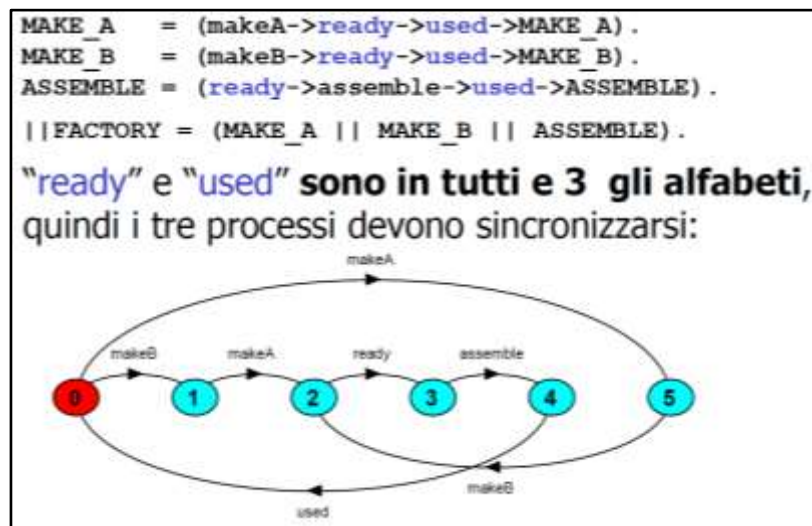 MAKE_A = (makeA->ready->used->MAKE_A).
MAKE_B = (makeB->ready->used->MAKE_B).
ASSEMBLE = (ready->assemble->used->ASSEMBLE).
||FACTORY = (MAKE_A || MAKE_B || ASSEMBLE).
“ready” e “used” sono in tutti e 3 gli alfabeti,
quindi i tre processi devono sincronizzarsi:
makeA
makeB makeA ready assemble
0 1 2 3 4 5
makeB
used